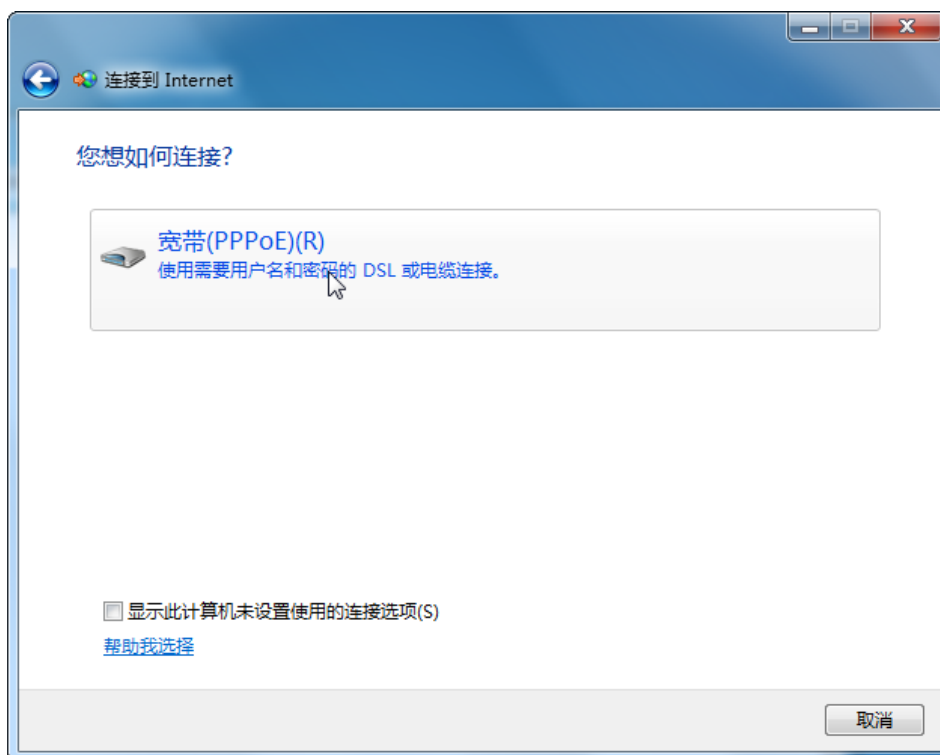 连接到 Internet
您想如何连接?
宽带(PPPoE)(R)
使用需要用户名和密码的 DSL 或电缆连接。
显示此计算机未设置使用的连接选项(S)
帮助我选择
取消